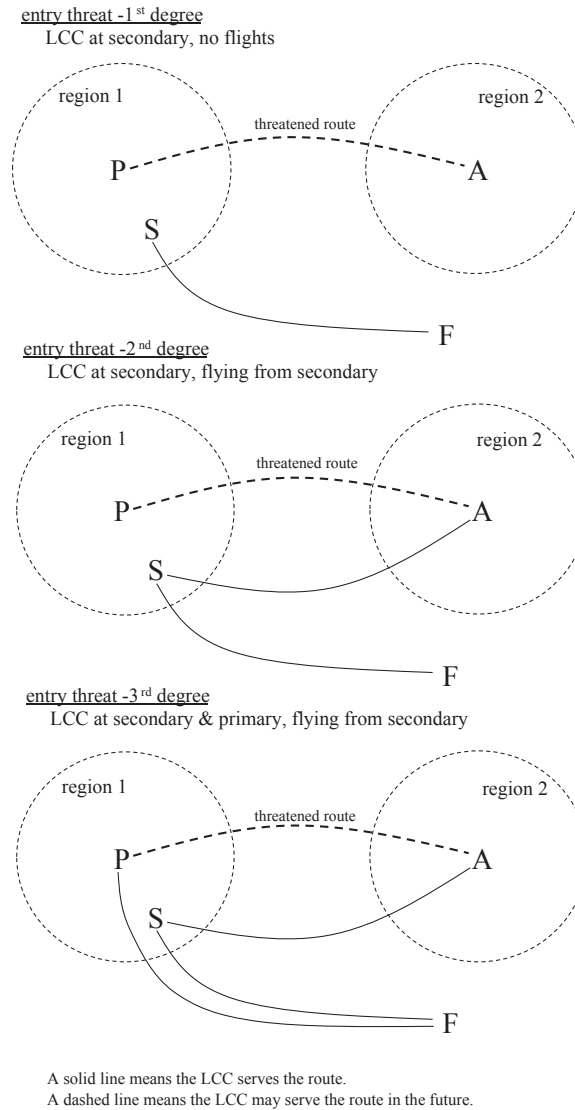 entry threat -1st degree
LCC at secondary, no flights
region 1
region 2
threatened route
P
A
S
F
entry threat -2nd degree
LCC at secondary, flying from secondary
region 1
region 2
threatened route
P
A
S
F
entry threat -3rd degree
LCC at secondary & primary, flying from secondary
region 1
region 2
threatened route
P
A
S
F
A solid line means the LCC serves the route.
A dashed line means the LCC may serve the route in the future.